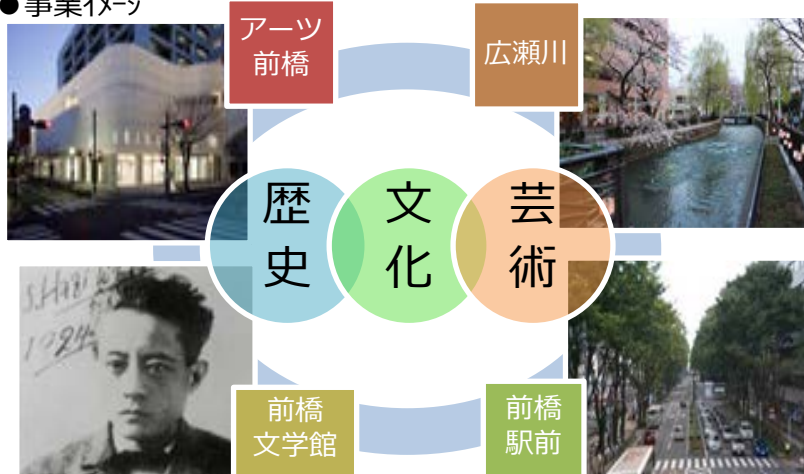 ●事業イメージ
アーツ
前橋
広瀬川
歴
史
文
化
芸
術
1924
前橋
文学館
前橋
駅前